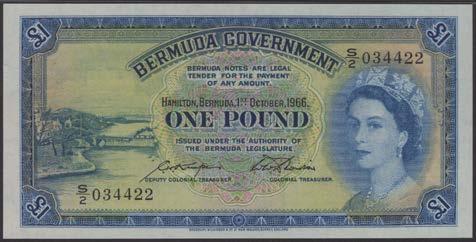 £1
£1
BERMUDA GOVERNMENT
BERMUDA NOTES ARE LEGAL
TENDER FOR THE PAYMENT
OF ANY AMOUNT.
S/2 034422
HAMILTON, BERMUDA, 1ST OCTOBER, 1966.
ONE POUND
ISSUED UNDER THE AUTHORITY OF
THE BERMUDA LEGISLATURE
DEPUTY COLONIAL TREASURER.
COLONIAL TREASURER.
S/2 034422
£1
£1